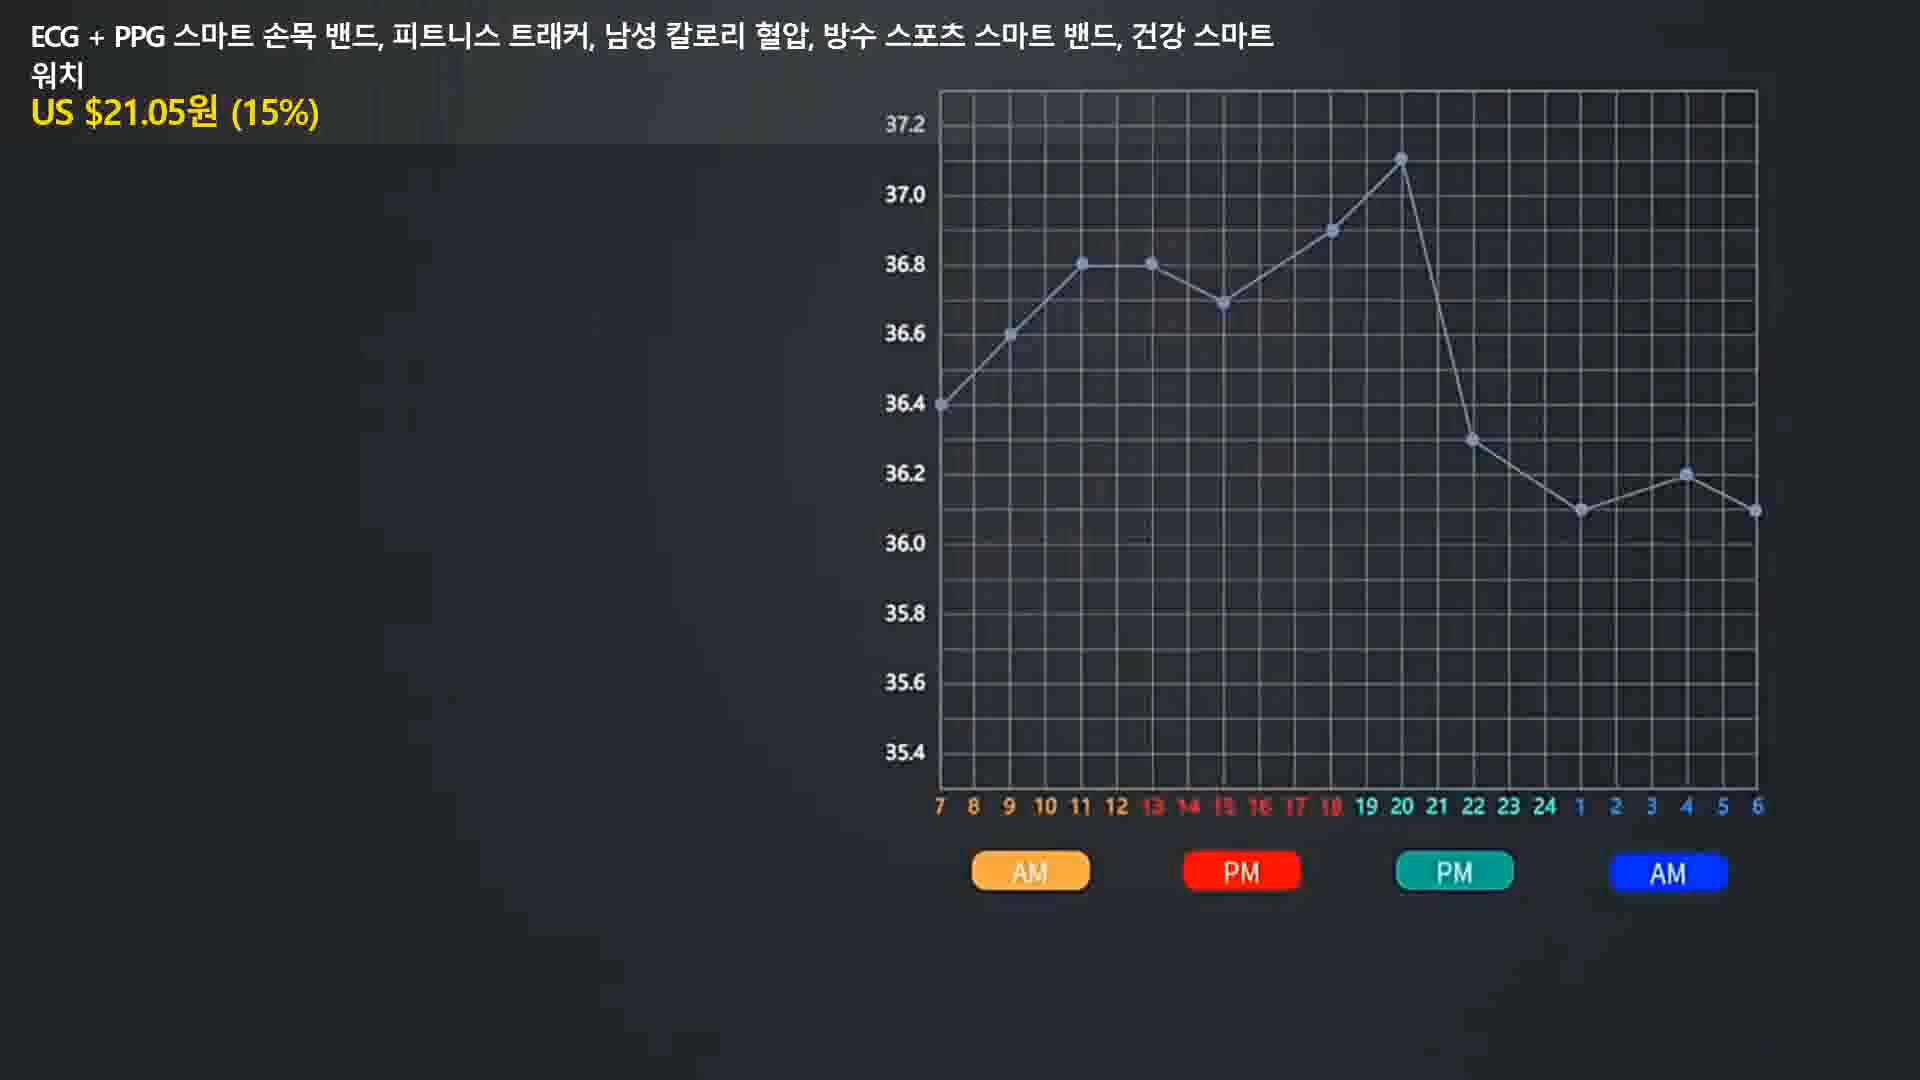 ECG + PPG 스마트 손목 밴드, 피트니스 트래커, 남성 칼로리 혈압, 방수 스포츠 스마트 밴드, 건강 스마트
워치
US $21.05원 (15%)
37.2
37.0
36.8
36.6
36.4
36.2
36.0
35.8
35.6
35.4
7 8 9 10 11 12 13 14 15 16 17 18 19 20 21 22 23 24 1 2 3 4 5 6
AM PM PM AM